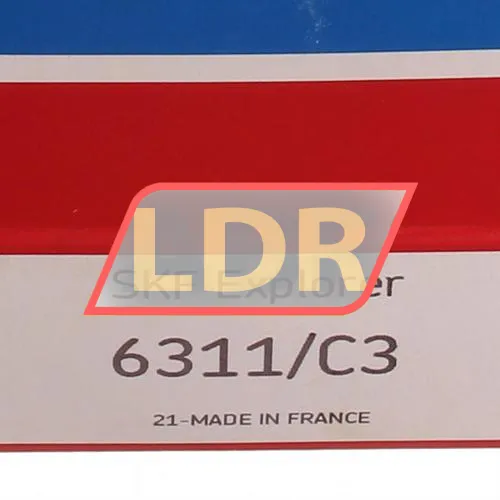 LDR
SKF Explorer
6311/C3
21-MADE IN FRANCE